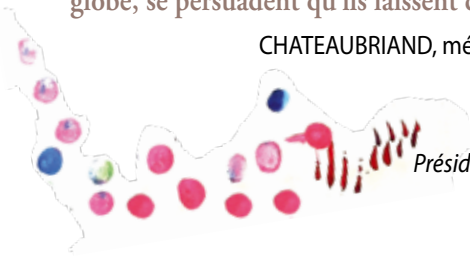 globe, se persuadent qu'ils laissent
CHATEAUBRIAND, mé
Présid